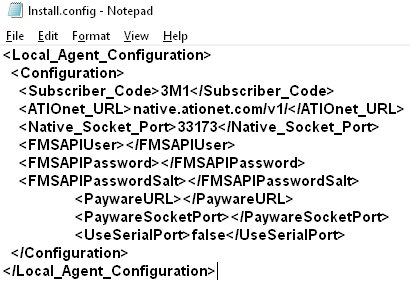 Install.config - Notepad
File Edit Format View Help
<Local_Agent_Configuration>
<Configuration>
<Subscriber_Code>3M1</Subscriber_Code>
<ATIOnet_URL>native.ationet.com/v1/</ATIOnet_URL>
<Native_Socket_Port>33173</Native_Socket_Port>
<FMSAPIUser></FMSAPIUser>
<FMSAPIPassword></FMSAPIPassword>
<FMSAPIPasswordSalt></FMSAPIPasswordSalt>
<PaywareURL></PaywareURL>
<PaywareSocketPort></PaywareSocketPort>
<UseSerialPort>false</UseSerialPort>
</Configuration>
</Local_Agent_Configuration>